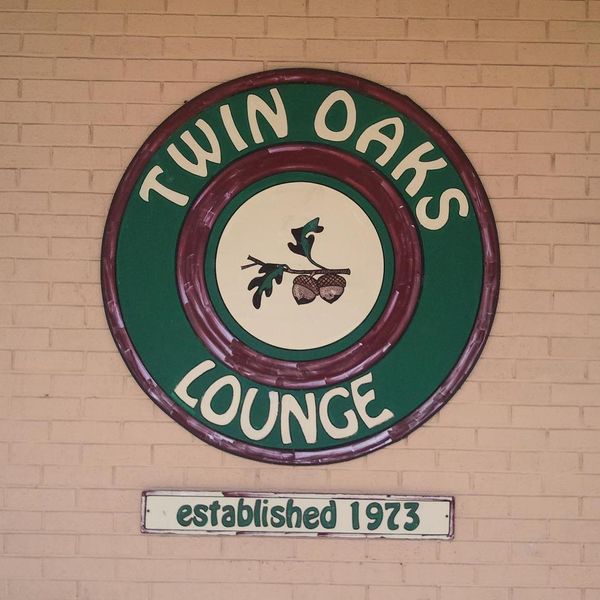 TWIN OAKS
LOUNGE
established 1973